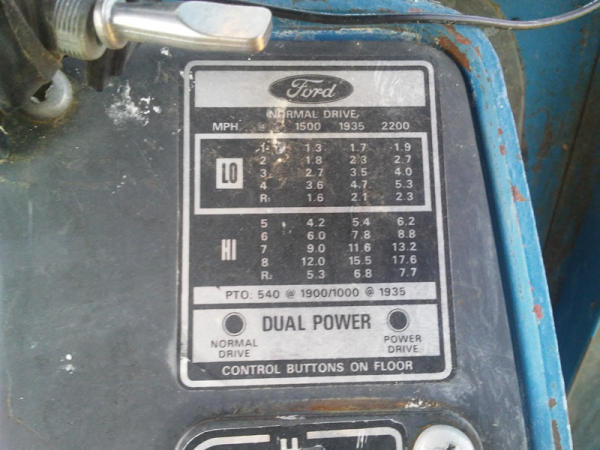 Ford
NORMAL DRIVE
MPH @ 1500 1935 2200
LO
1 1.3 1.7 1.9
2 1.8 2.3 2.7
3 2.7 3.5 4.0
4 3.6 4.7 5.3
R₁ 1.6 2.1 2.3
HI
5 4.2 5.4 6.2
6 6.0 7.8 8.8
7 9.0 11.6 13.2
8 12.0 15.5 17.6
R₂ 5.3 6.8 7.7
PTO: 540 @ 1900/1000 @ 1935
DUAL POWER
NORMAL DRIVE
POWER DRIVE
CONTROL BUTTONS ON FLOOR